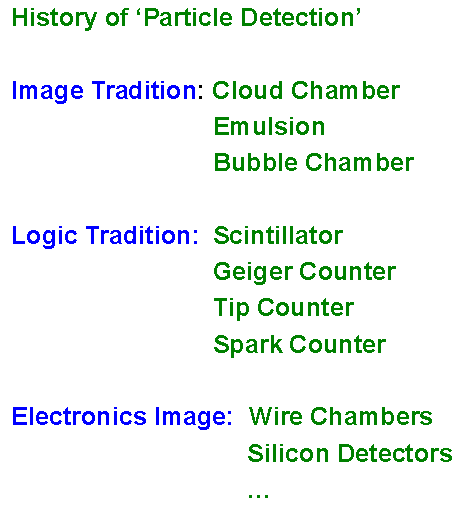 History of ‘Particle Detection’
Image Tradition: Cloud Chamber
Emulsion
Bubble Chamber
Logic Tradition: Scintillator
Geiger Counter
Tip Counter
Spark Counter
Electronics Image: Wire Chambers
Silicon Detectors
…